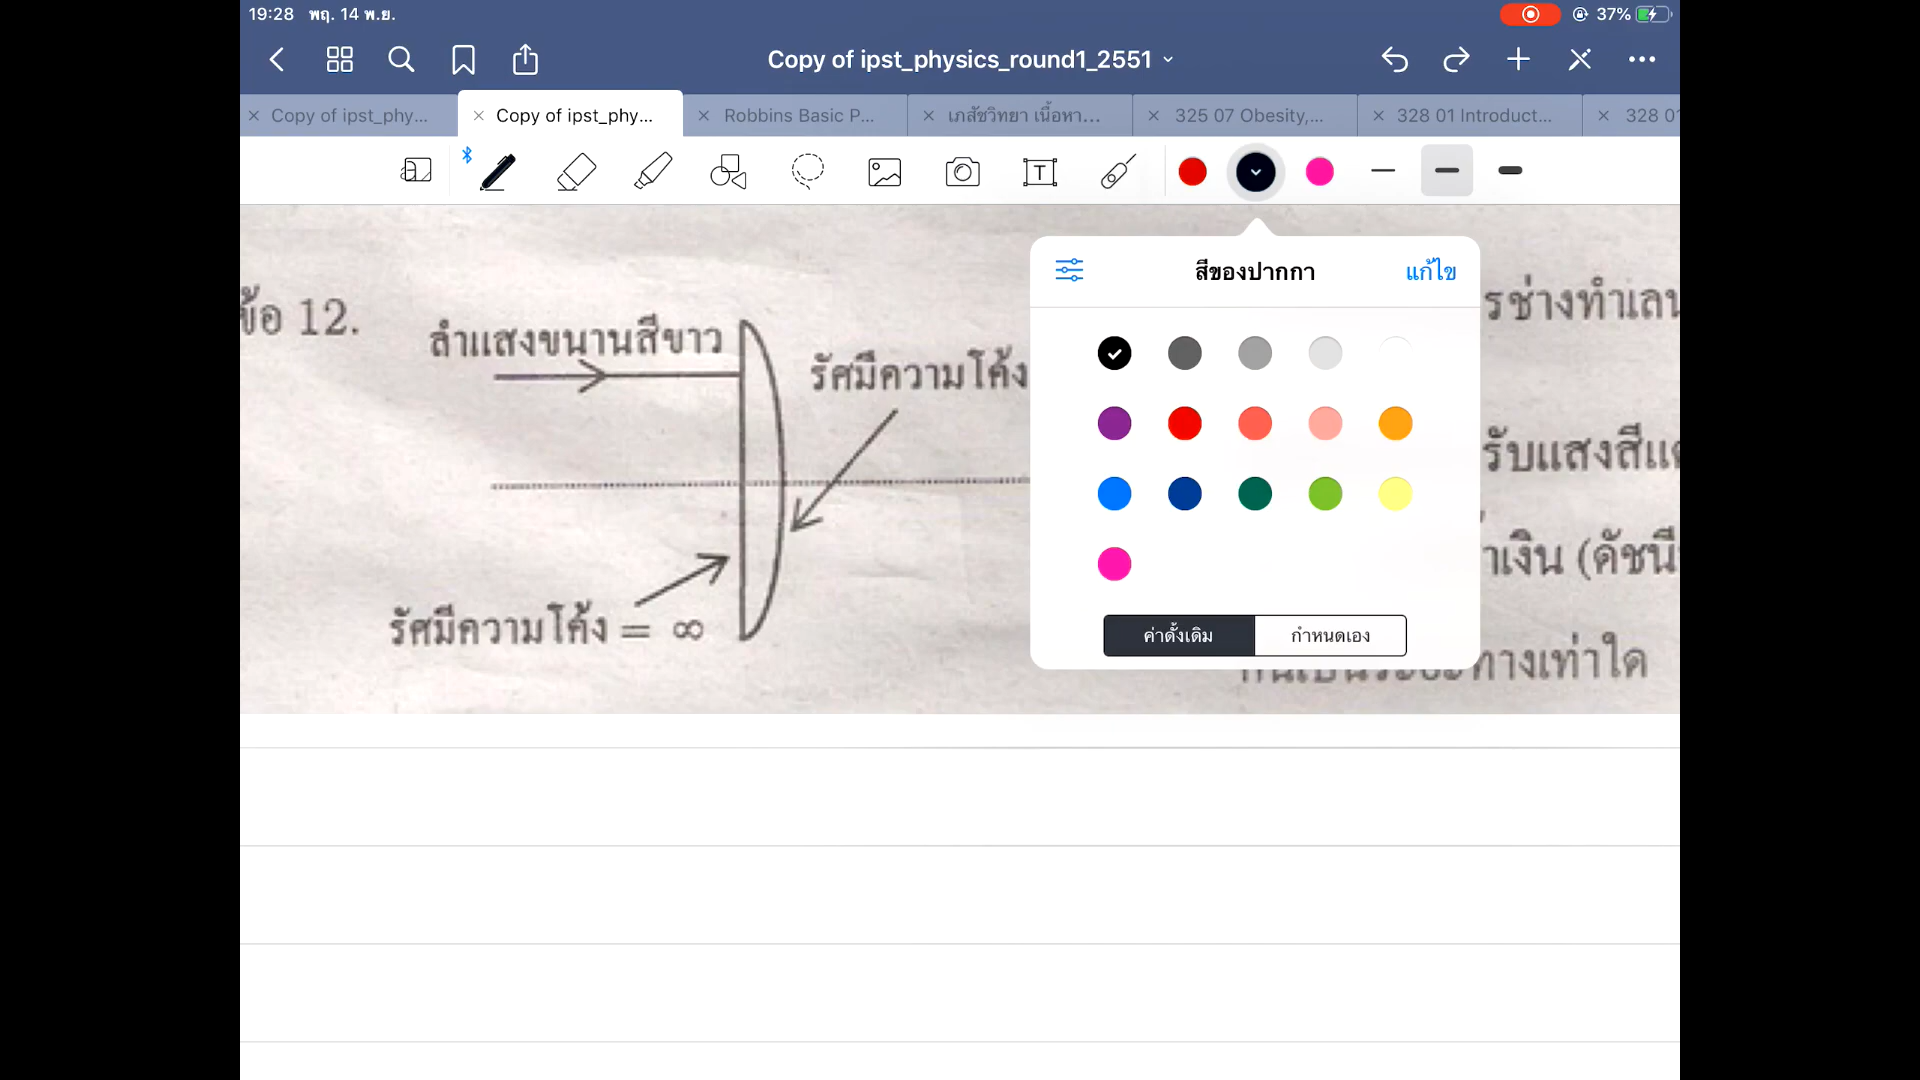 19:28 พฤ. 14 พ.ย.
37%
Copy of ipst_physics_round1_2551
Copy of ipst_phy...
Copy of ipst_phy...
Robbins Basic P...
เภสัชวิทยา เนื้อหา...
325 07 Obesity,...
328 01 Introduct...
328 01
สีของปากกา
แก้ไข
ค่าดั้งเดิม
กำหนดเอง
ข้อ 12.
ลำแสงขนานสีขาว
รัศมีความโค้ง
รัศมีความโค้ง = ∞
รช่างทำเลน
รับแสงสีแด
ำเงิน (ดัชนี
ทางเท่าใด